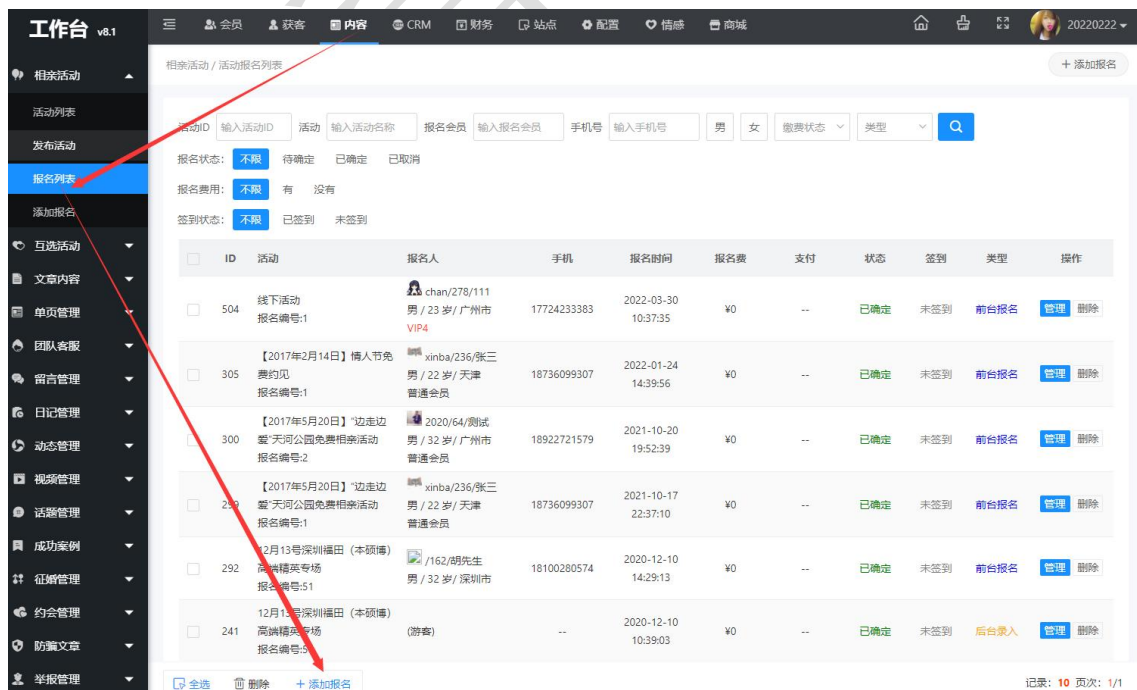 工作台 v8.1
会员 获客 内容 CRM 财务 站点 配置 情感 商城 20220222
相亲活动
活动列表
发布活动
报名列表
添加报名
互选活动
文章内容
单页管理
团队客服
留言管理
日记管理
动态管理
视频管理
话题管理
成功案例
征婚管理
约会管理
防骗文章
举报管理
相亲活动 / 活动报名列表 + 添加报名
活动ID 输入活动ID 活动 输入活动名称 报名会员 输入报名会员 手机号 输入手机号 男 女 缴费状态 类型
报名状态: 不限 待确定 已确定 已取消
报名费用: 不限 有 没有
签到状态: 不限 已签到 未签到
ID 活动 报名人 手机 报名时间 报名费 支付 状态 签到 类型 操作
504
线下活动
报名编号:1
chan/278/111
男 / 23 岁/ 广州市
VIP4
17724233383
2022-03-30
10:37:35
¥0 -- 已确定 未签到 前台报名 管理 删除
305
【2017年2月14日】情人节免
费约见
报名编号:1
xinba/236/张三
男 / 22 岁/ 天津
普通会员
18736099307
2022-01-24
14:39:56
¥0 -- 已确定 未签到 前台报名 管理 删除
300
【2017年5月20日】"边走边
爱"天河公园免费相亲活动
报名编号:2
2020/64/测试
男 / 32 岁/ 广州市
普通会员
18922721579
2021-10-20
19:52:39
¥0 -- 已确定 未签到 前台报名 管理 删除
299
【2017年5月20日】"边走边
爱"天河公园免费相亲活动
报名编号:1
xinba/236/张三
男 / 22 岁/ 天津
普通会员
18736099307
2021-10-17
22:37:10
¥0 -- 已确定 未签到 前台报名 管理 删除
292
12月13号深圳福田（本硕博）
高端精英专场
报名编号:51
/162/胡先生
男 / 32 岁/ 深圳市
18100280574
2020-12-10
14:29:13
¥0 -- 已确定 未签到 前台报名 管理 删除
241
12月13号深圳福田（本硕博）
高端精英专场
报名编号:
(游客)
--
2020-12-10
10:39:03
¥0 -- 已确定 未签到 后台录入 管理 删除
全选 删除 + 添加报名 记录: 10 页次: 1/1